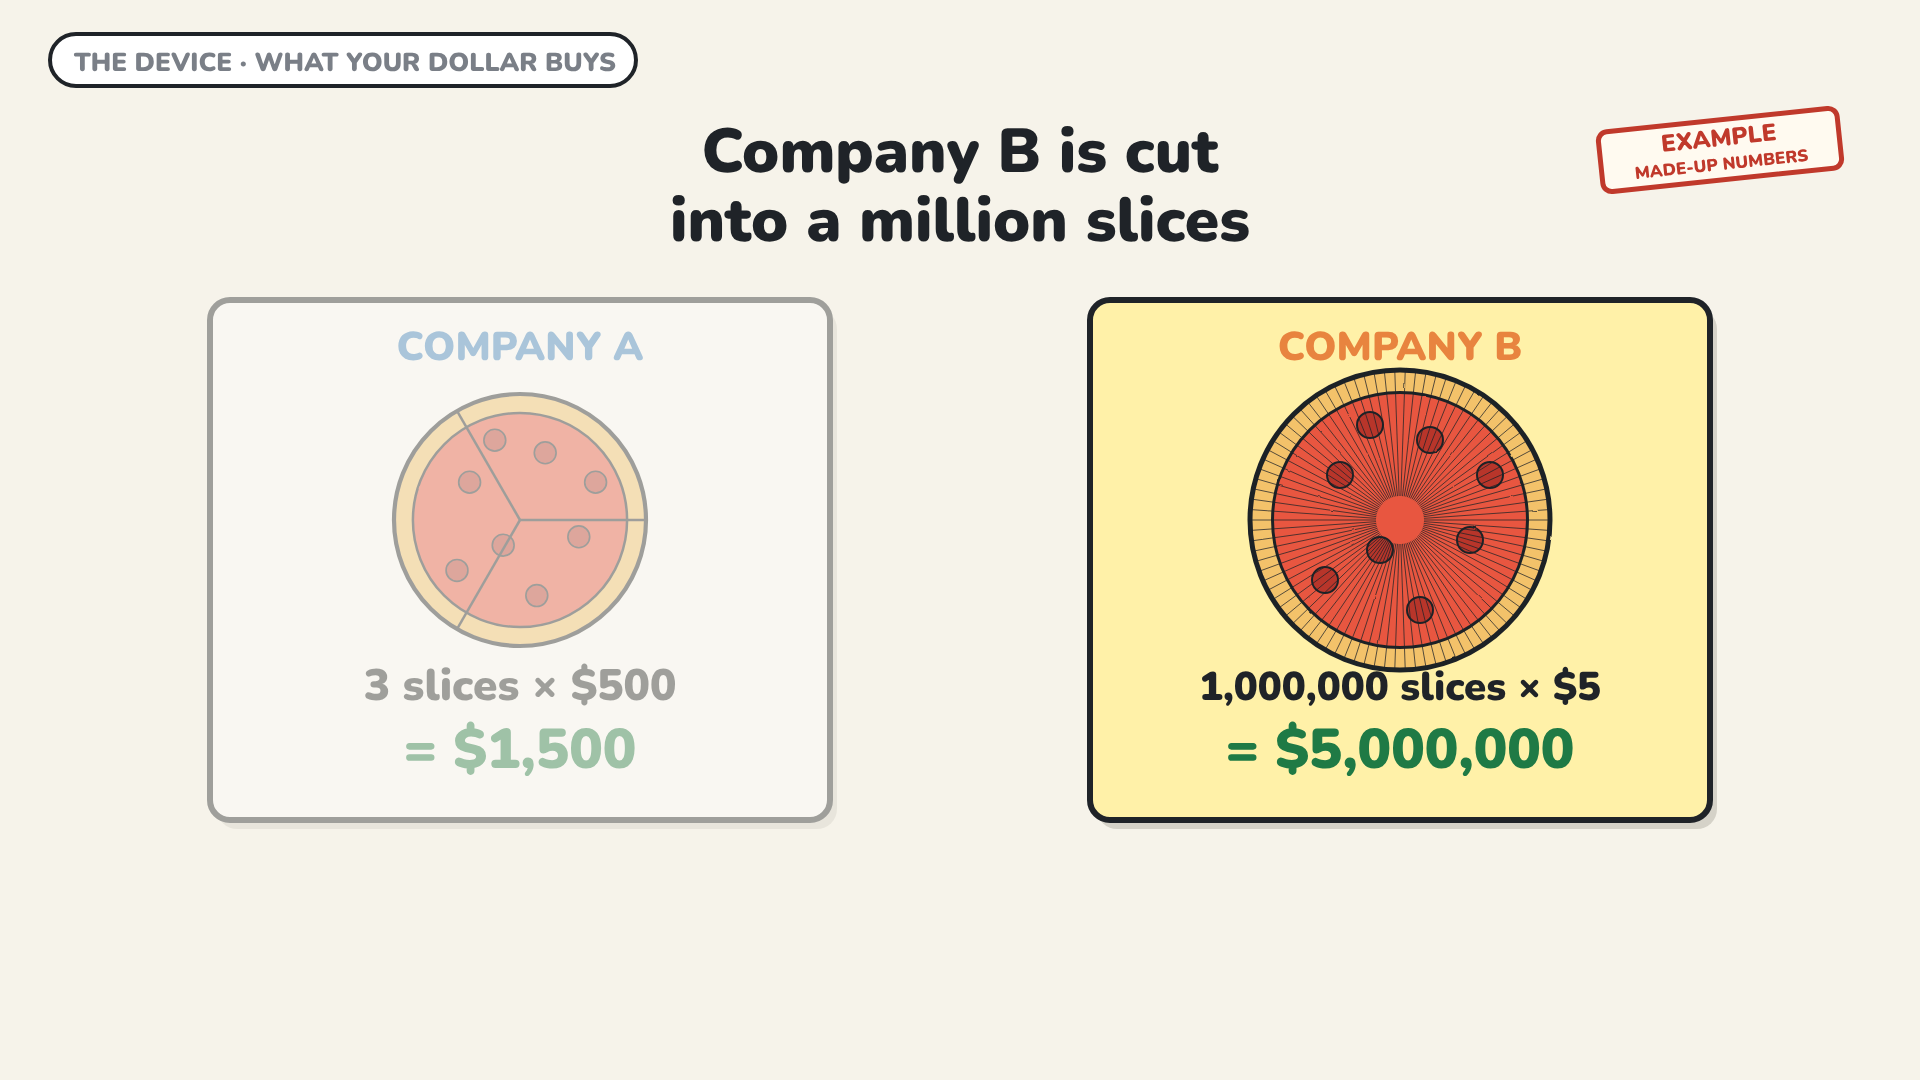 THE DEVICE · WHAT YOUR DOLLAR BUYS
Company B is cut
into a million slices
EXAMPLE
MADE-UP NUMBERS
COMPANY A
3 slices × $500
= $1,500
COMPANY B
1,000,000 slices × $5
= $5,000,000